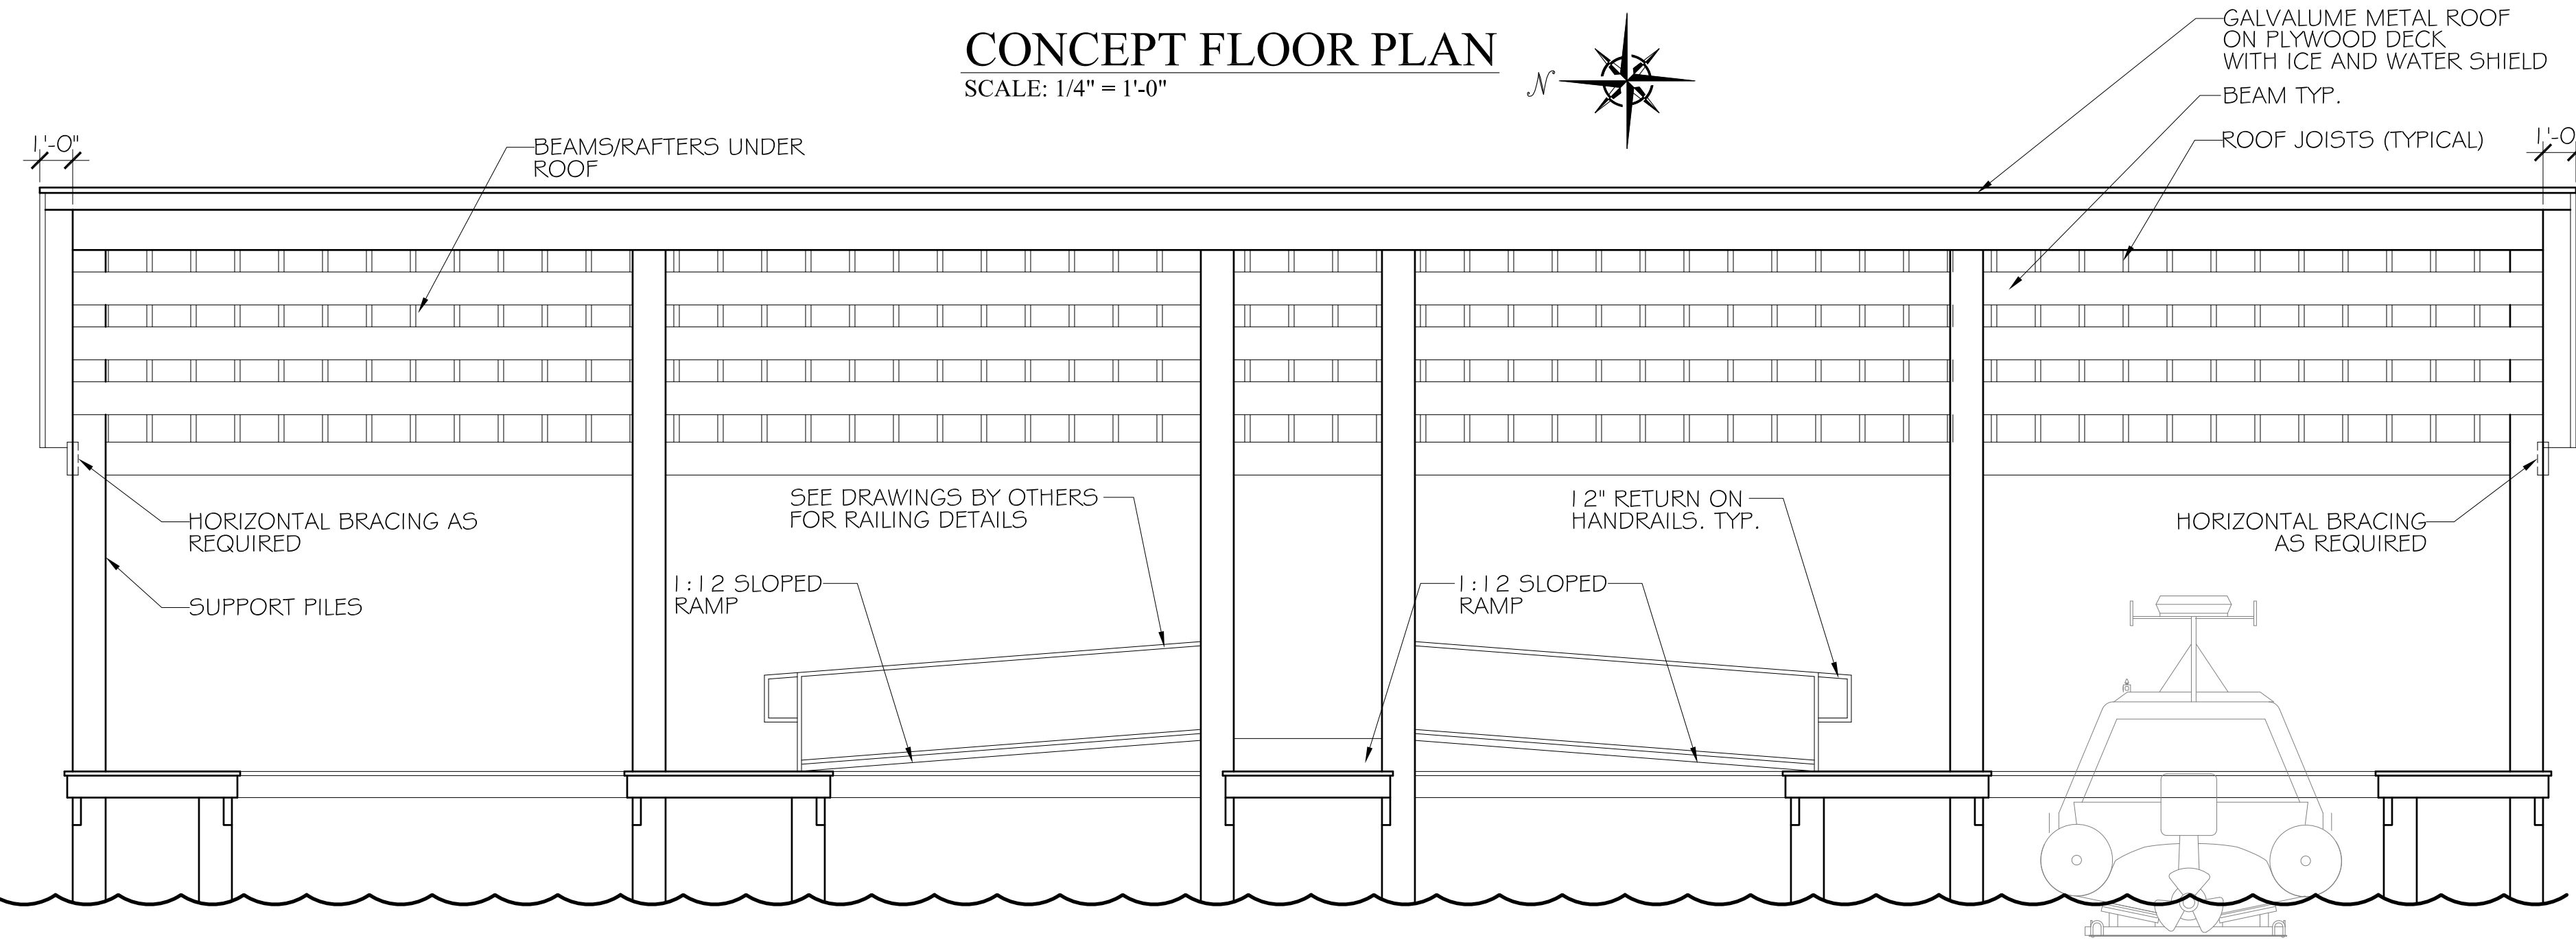 CONCEPT FLOOR PLAN
SCALE: 1/4" = 1'-0"
N
GALVALUME METAL ROOF
ON PLYWOOD DECK
WITH ICE AND WATER SHIELD
BEAM TYP.
ROOF JOISTS (TYPICAL)
1'-0"
BEAMS/RAFTERS UNDER
ROOF
1'-0
HORIZONTAL BRACING AS
REQUIRED
SUPPORT PILES
SEE DRAWINGS BY OTHERS
FOR RAILING DETAILS
1:12 SLOPED
RAMP
12" RETURN ON
HANDRAILS. TYP.
1:12 SLOPED
RAMP
HORIZONTAL BRACING
AS REQUIRED